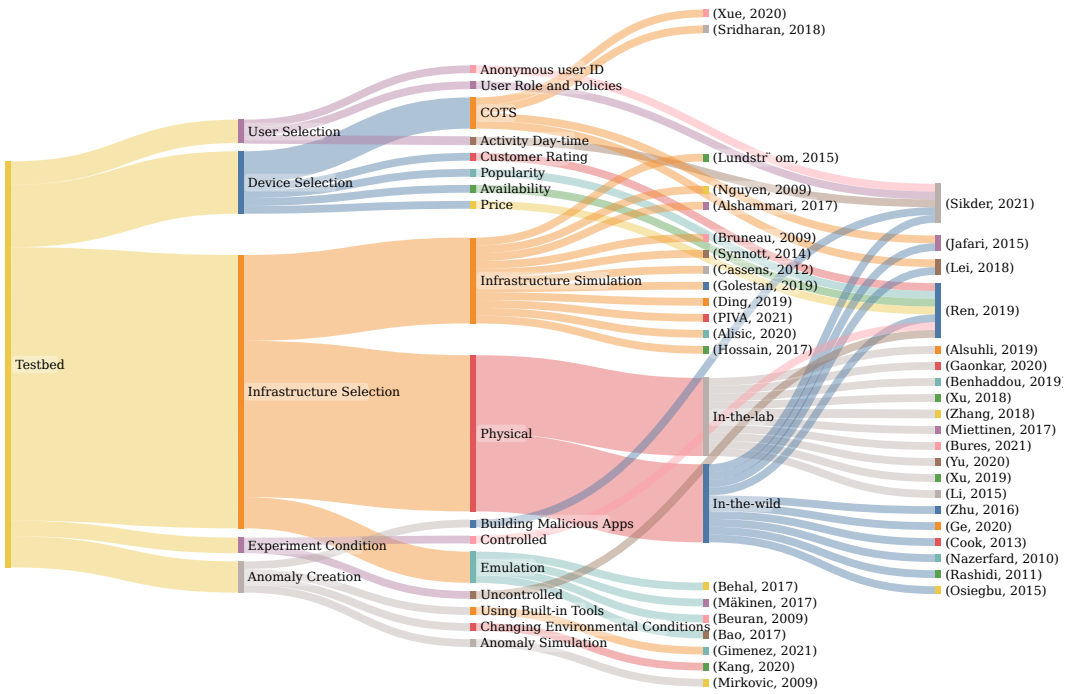 Testbed
User Selection
Device Selection
Infrastructure Selection
Experiment Condition
Anomaly Creation
Anonymous user ID
User Role and Policies
COTS
Activity Day-time
Customer Rating
Popularity
Availability
Price
Infrastructure Simulation
Physical
Building Malicious Apps
Controlled
Emulation
Uncontrolled
Using Built-in Tools
Changing Environmental Conditions
Anomaly Simulation
(Xue, 2020)
(Sridharan, 2018)
(Lundstr¨ om, 2015)
(Nguyen, 2009)
(Alshammari, 2017)
(Bruneau, 2009)
(Synnott, 2014)
(Cassens, 2012)
(Golestan, 2019)
(Ding, 2019)
(PIVA, 2021)
(Alisic, 2020)
(Hossain, 2017)
In-the-lab
In-the-wild
(Behal, 2017)
(Mäkinen, 2017)
(Beuran, 2009)
(Bao, 2017)
(Gimenez, 2021)
(Kang, 2020)
(Mirkovic, 2009)
(Sikder, 2021)
(Jafari, 2015)
(Lei, 2018)
(Ren, 2019)
(Alsuhli, 2019)
(Gaonkar, 2020)
(Benhaddou, 2019)
(Xu, 2018)
(Zhang, 2018)
(Miettinen, 2017)
(Bures, 2021)
(Yu, 2020)
(Xu, 2019)
(Li, 2015)
(Zhu, 2016)
(Ge, 2020)
(Cook, 2013)
(Nazerfard, 2010)
(Rashidi, 2011)
(Osiegbu, 2015)